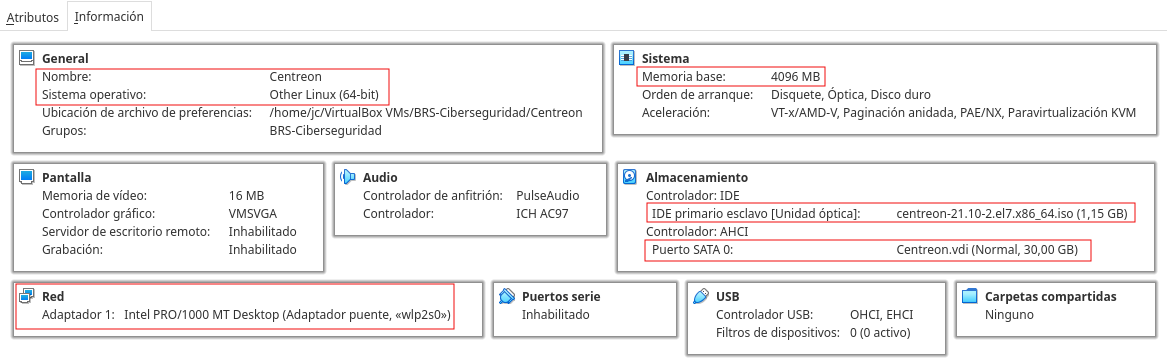 Atributos Información
General
Nombre: Centreon
Sistema operativo: Other Linux (64-bit)
Ubicación de archivo de preferencias: /home/jc/VirtualBox VMs/BRS-Ciberseguridad/Centreon
Grupos: BRS-Ciberseguridad
Sistema
Memoria base: 4096 MB
Orden de arranque: Disquete, Óptica, Disco duro
Aceleración: VT-x/AMD-V, Paginación anidada, PAE/NX, Paravirtualización KVM
Pantalla
Memoria de vídeo: 16 MB
Controlador gráfico: VMSVGA
Servidor de escritorio remoto: Inhabilitado
Grabación: Inhabilitado
Audio
Controlador de anfitrión: PulseAudio
Controlador: ICH AC97
Almacenamiento
Controlador: IDE
IDE primario esclavo [Unidad óptica]: centreon-21.10-2.el7.x86_64.iso (1,15 GB)
Controlador: AHCI
Puerto SATA 0: Centreon.vdi (Normal, 30,00 GB)
Red
Adaptador 1: Intel PRO/1000 MT Desktop (Adaptador puente, «wlp2s0»)
Puertos serie
Inhabilitado
USB
Controlador USB: OHCI, EHCI
Filtros de dispositivos: 0 (0 activo)
Carpetas compartidas
Ninguno